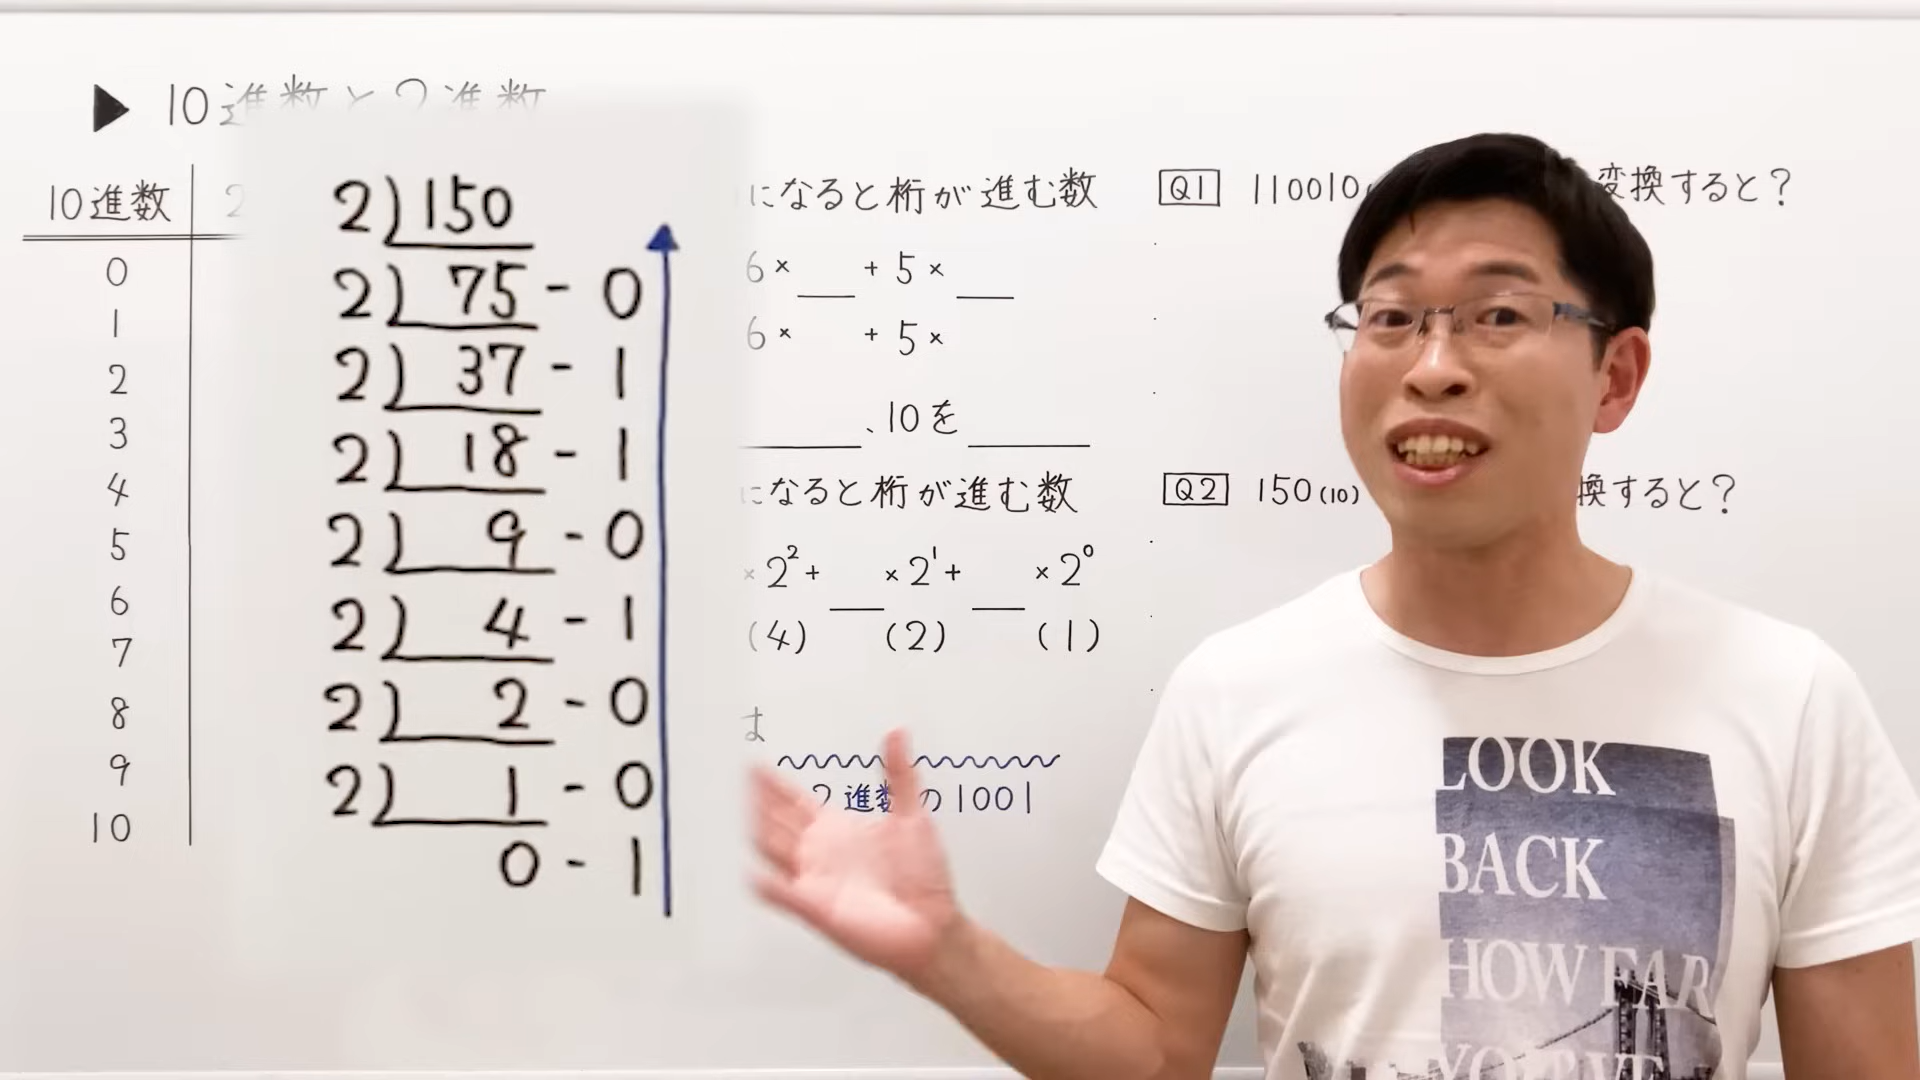 ▶ 10進数と2進数
10進数
2
0
1
2
3
4
5
6
7
8
9
10
2)150
2) 75 - 0
2) 37 - 1
2) 18 - 1
2) 9 - 0
2) 4 - 1
2) 2 - 0
2) 1 - 0
0 - 1
になると桁が進む数
6× + 5×
6× + 5×
、10を
になると桁が進む数
×2² + ×2¹ + ×2⁰
(4) (2) (1)
は
2進数の1001
Q1 110010 変換すると?
Q2 150(10) 換すると?
LOOK
BACK
HOW FAR
YOU'VE